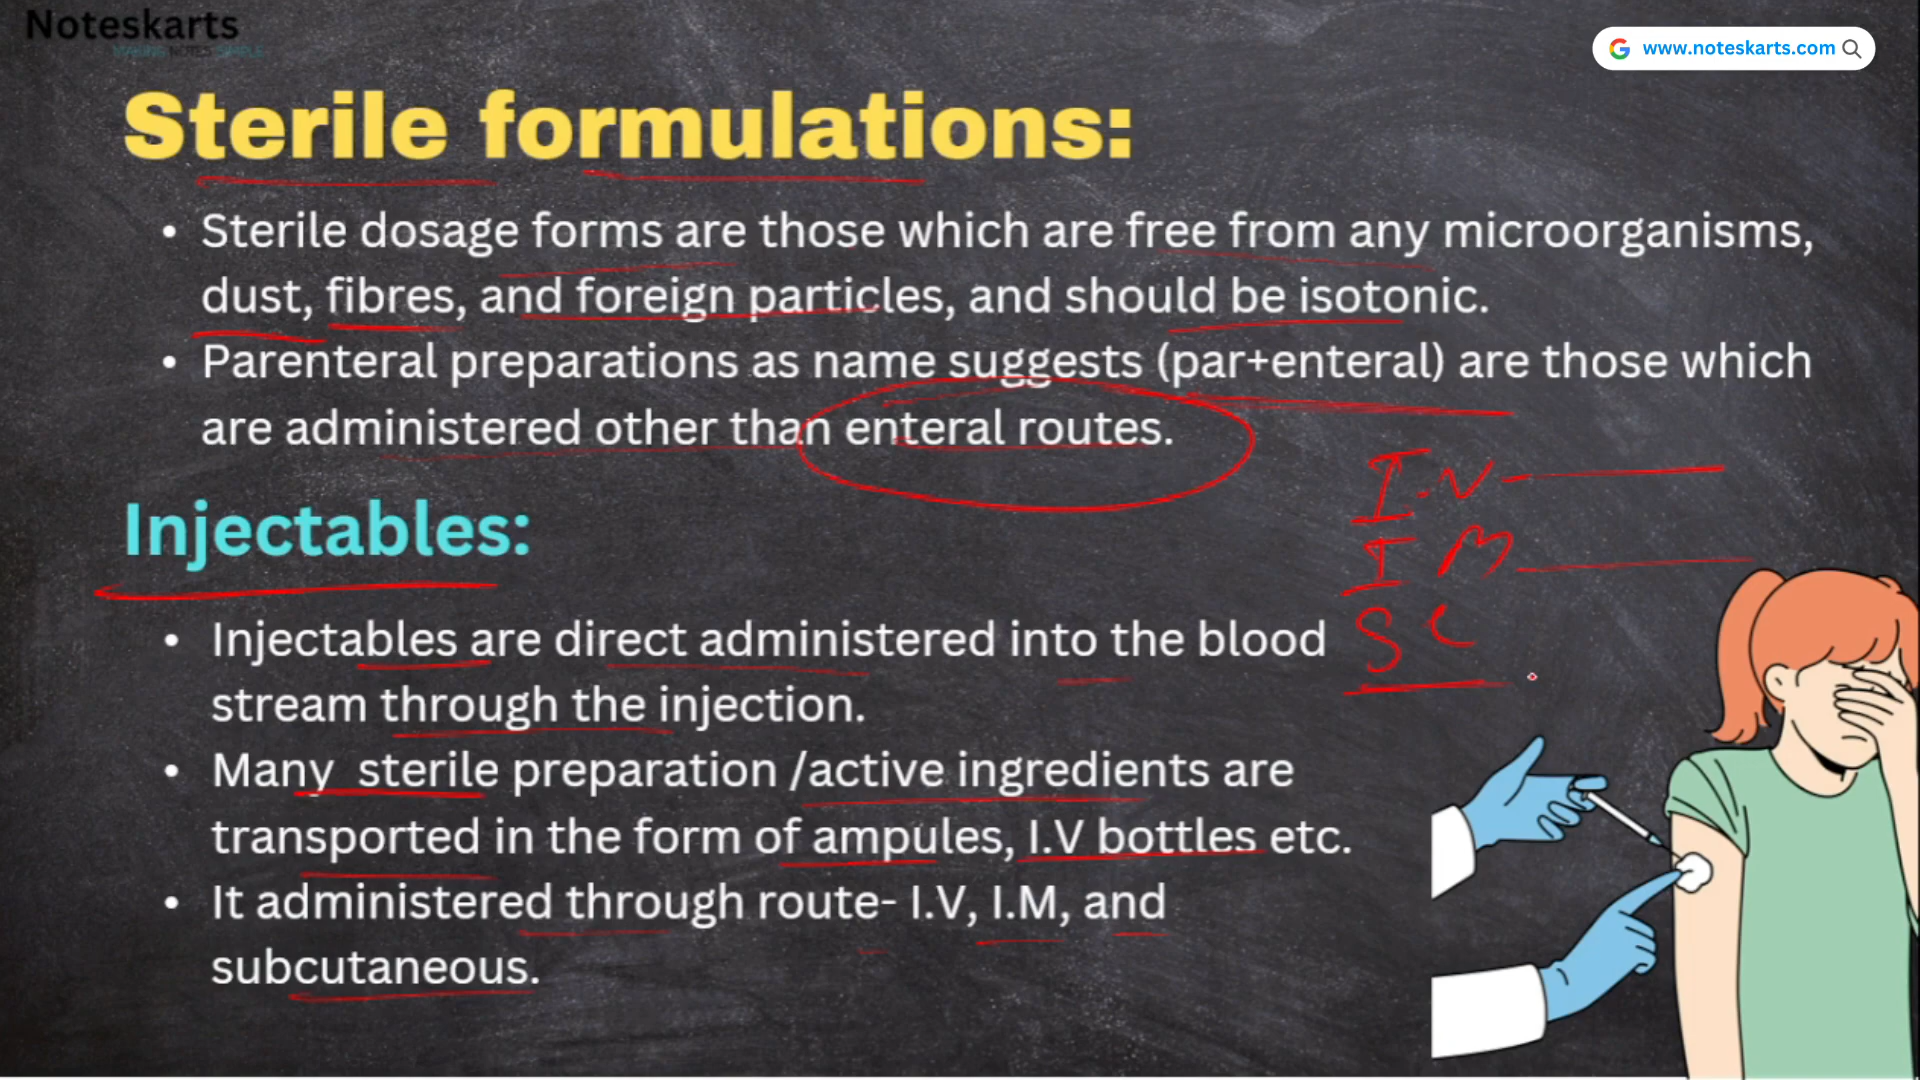 Noteskarts
MAKING NOTES SIMPLE
www.noteskarts.com
Sterile formulations:
• Sterile dosage forms are those which are free from any microorganisms,
dust, fibres, and foreign particles, and should be isotonic.
• Parenteral preparations as name suggests (par+enteral) are those which
are administered other than enteral routes.
I.V
I M
S C
Injectables:
• Injectables are direct administered into the blood
stream through the injection.
• Many sterile preparation /active ingredients are
transported in the form of ampules, I.V bottles etc.
• It administered through route- I.V, I.M, and
subcutaneous.